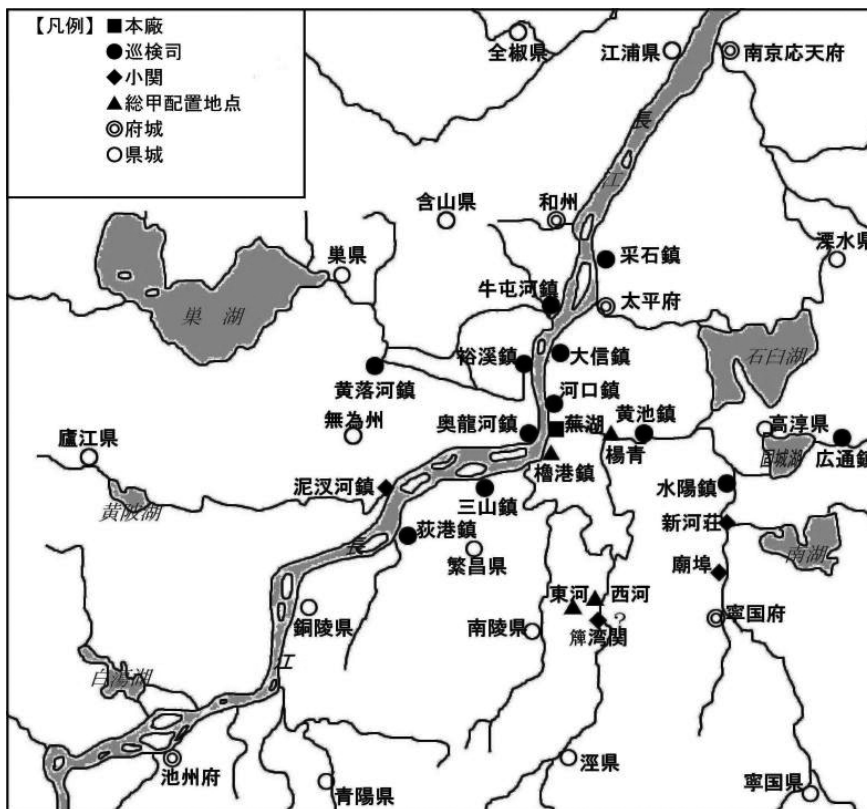 【凡例】■本廠
●巡検司
◆小関
▲総甲配置地点
◎府城
○県城
全椒県
江浦県
南京応天府
長
江
含山県
和州
采石鎮
溧水県
巣県
牛屯河鎮
太平府
巣湖
裕溪鎮
大信鎮
石臼湖
黄落河鎮
河口鎮
無為州
奥龍河鎮
蕪湖
黄池鎮
高淳県
楊青
廬江県
櫓港鎮
固城湖
広通鎮
泥汊河鎮
三山鎮
水陽鎮
黄陂湖
新河荘
荻港鎮
長
繁昌県
南湖
廟埠
東河
西河
銅陵県
南陵県
?
湾関
寧国府
江
池州府
青陽県
涇県
寧国県